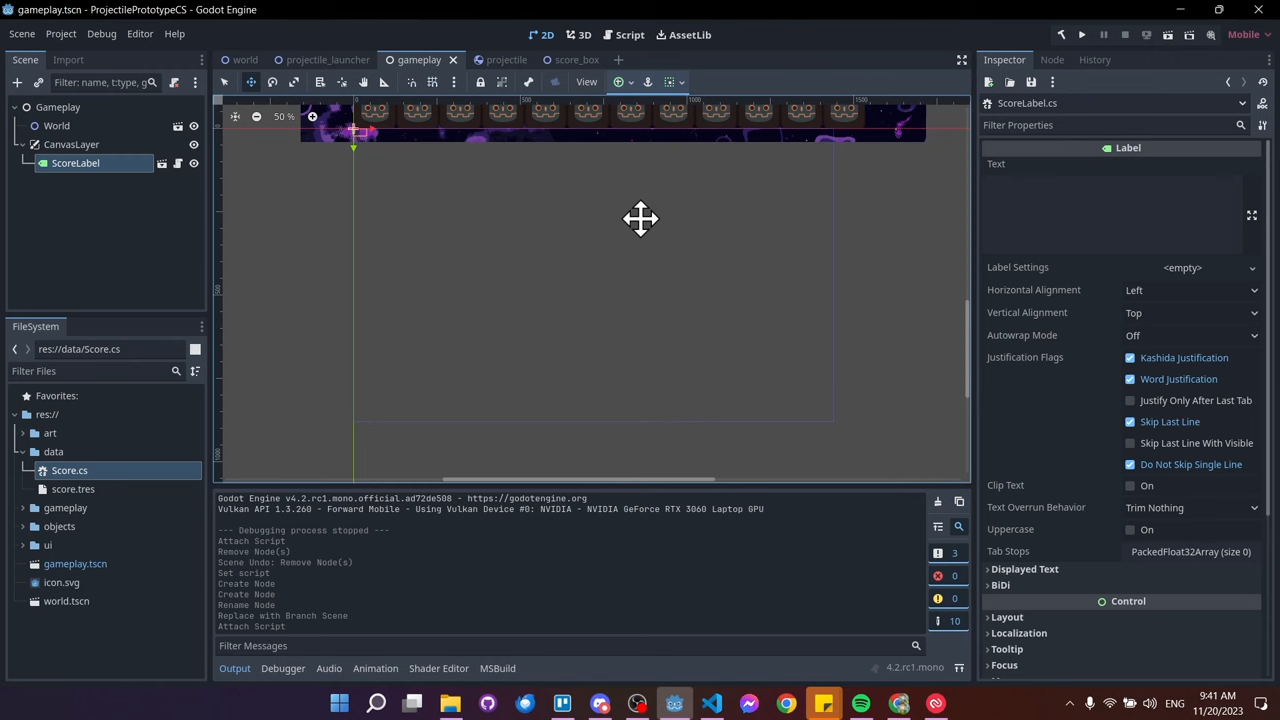 gameplay.tscn - ProjectilePrototypeCS - Godot Engine
Scene Project Debug Editor Help
2D 3D Script AssetLib
Mobile
Scene Import
Filter: name, t:type, g
Gameplay
World
CanvasLayer
ScoreLabel
FileSystem
res://data/Score.cs
Filter Files
Favorites:
res://
art
data
Score.cs
score.tres
gameplay
objects
ui
gameplay.tscn
icon.svg
world.tscn
world projectile_launcher gameplay projectile score_box
View
0 500 1000 1500
50 %
0
500
1000
Godot Engine v4.2.rc1.mono.official.ad72de508 - https://godotengine.org
Vulkan API 1.3.260 - Forward Mobile - Using Vulkan Device #0: NVIDIA - NVIDIA GeForce RTX 3060 Laptop GPU
--- Debugging process stopped ---
Attach Script
Remove Node(s)
Scene Undo: Remove Node(s)
Set script
Create Node
Create Node
Rename Node
Replace with Branch Scene
Attach Script
3
0
0
10
Filter Messages
Output Debugger Audio Animation Shader Editor MSBuild
4.2.rc1.mono
Inspector Node History
ScoreLabel.cs
Filter Properties
Label
Text
Label Settings <empty>
Horizontal Alignment Left
Vertical Alignment Top
Autowrap Mode Off
Justification Flags Kashida Justification
Word Justification
Justify Only After Last Tab
Skip Last Line
Skip Last Line With Visible
Do Not Skip Single Line
Clip Text On
Text Overrun Behavior Trim Nothing
Uppercase On
Tab Stops PackedFloat32Array (size 0)
Displayed Text
BiDi
Control
Layout
Localization
Tooltip
Focus
9:41 AM
11/20/2023